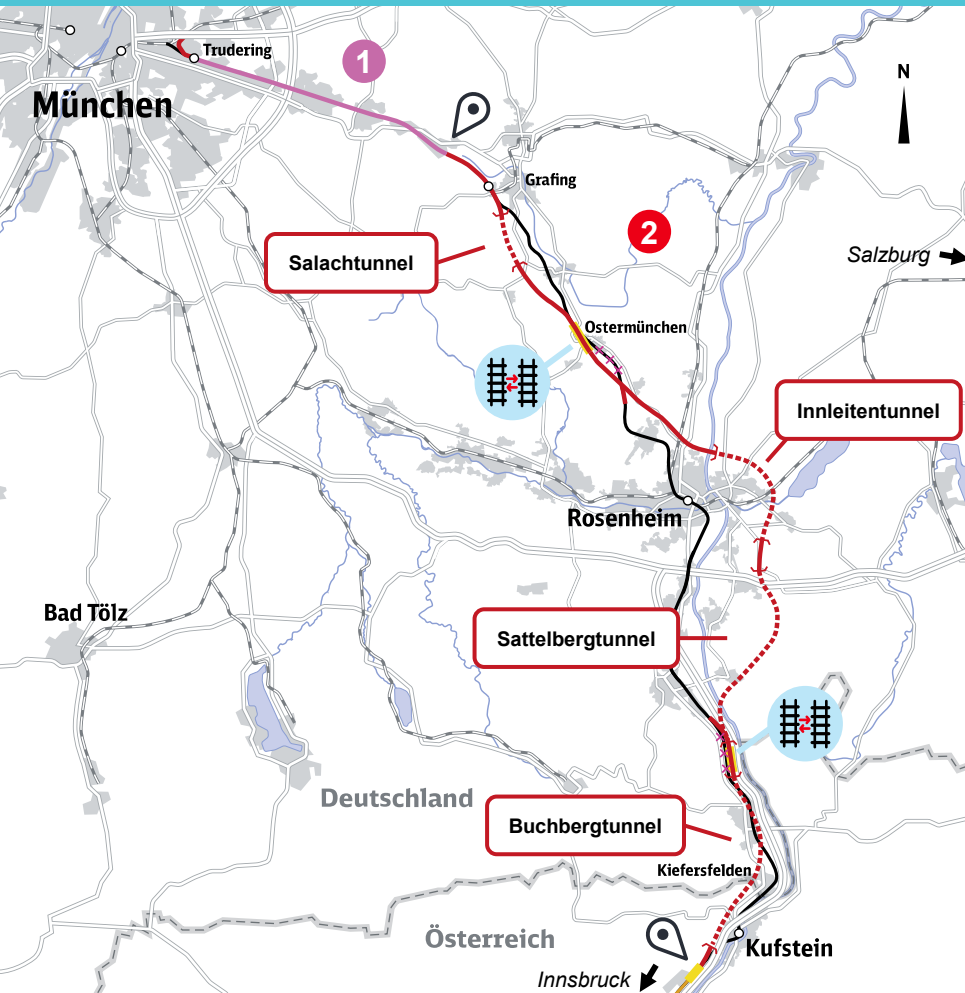 Trudering
1
N
München
Grafing
2
Salzburg
Salachtunnel
Ostermünchen
Innleitentunnel
Rosenheim
Bad Tölz
Sattelbergtunnel
Deutschland
Buchbergtunnel
Kiefersfelden
Österreich
Kufstein
Innsbruck